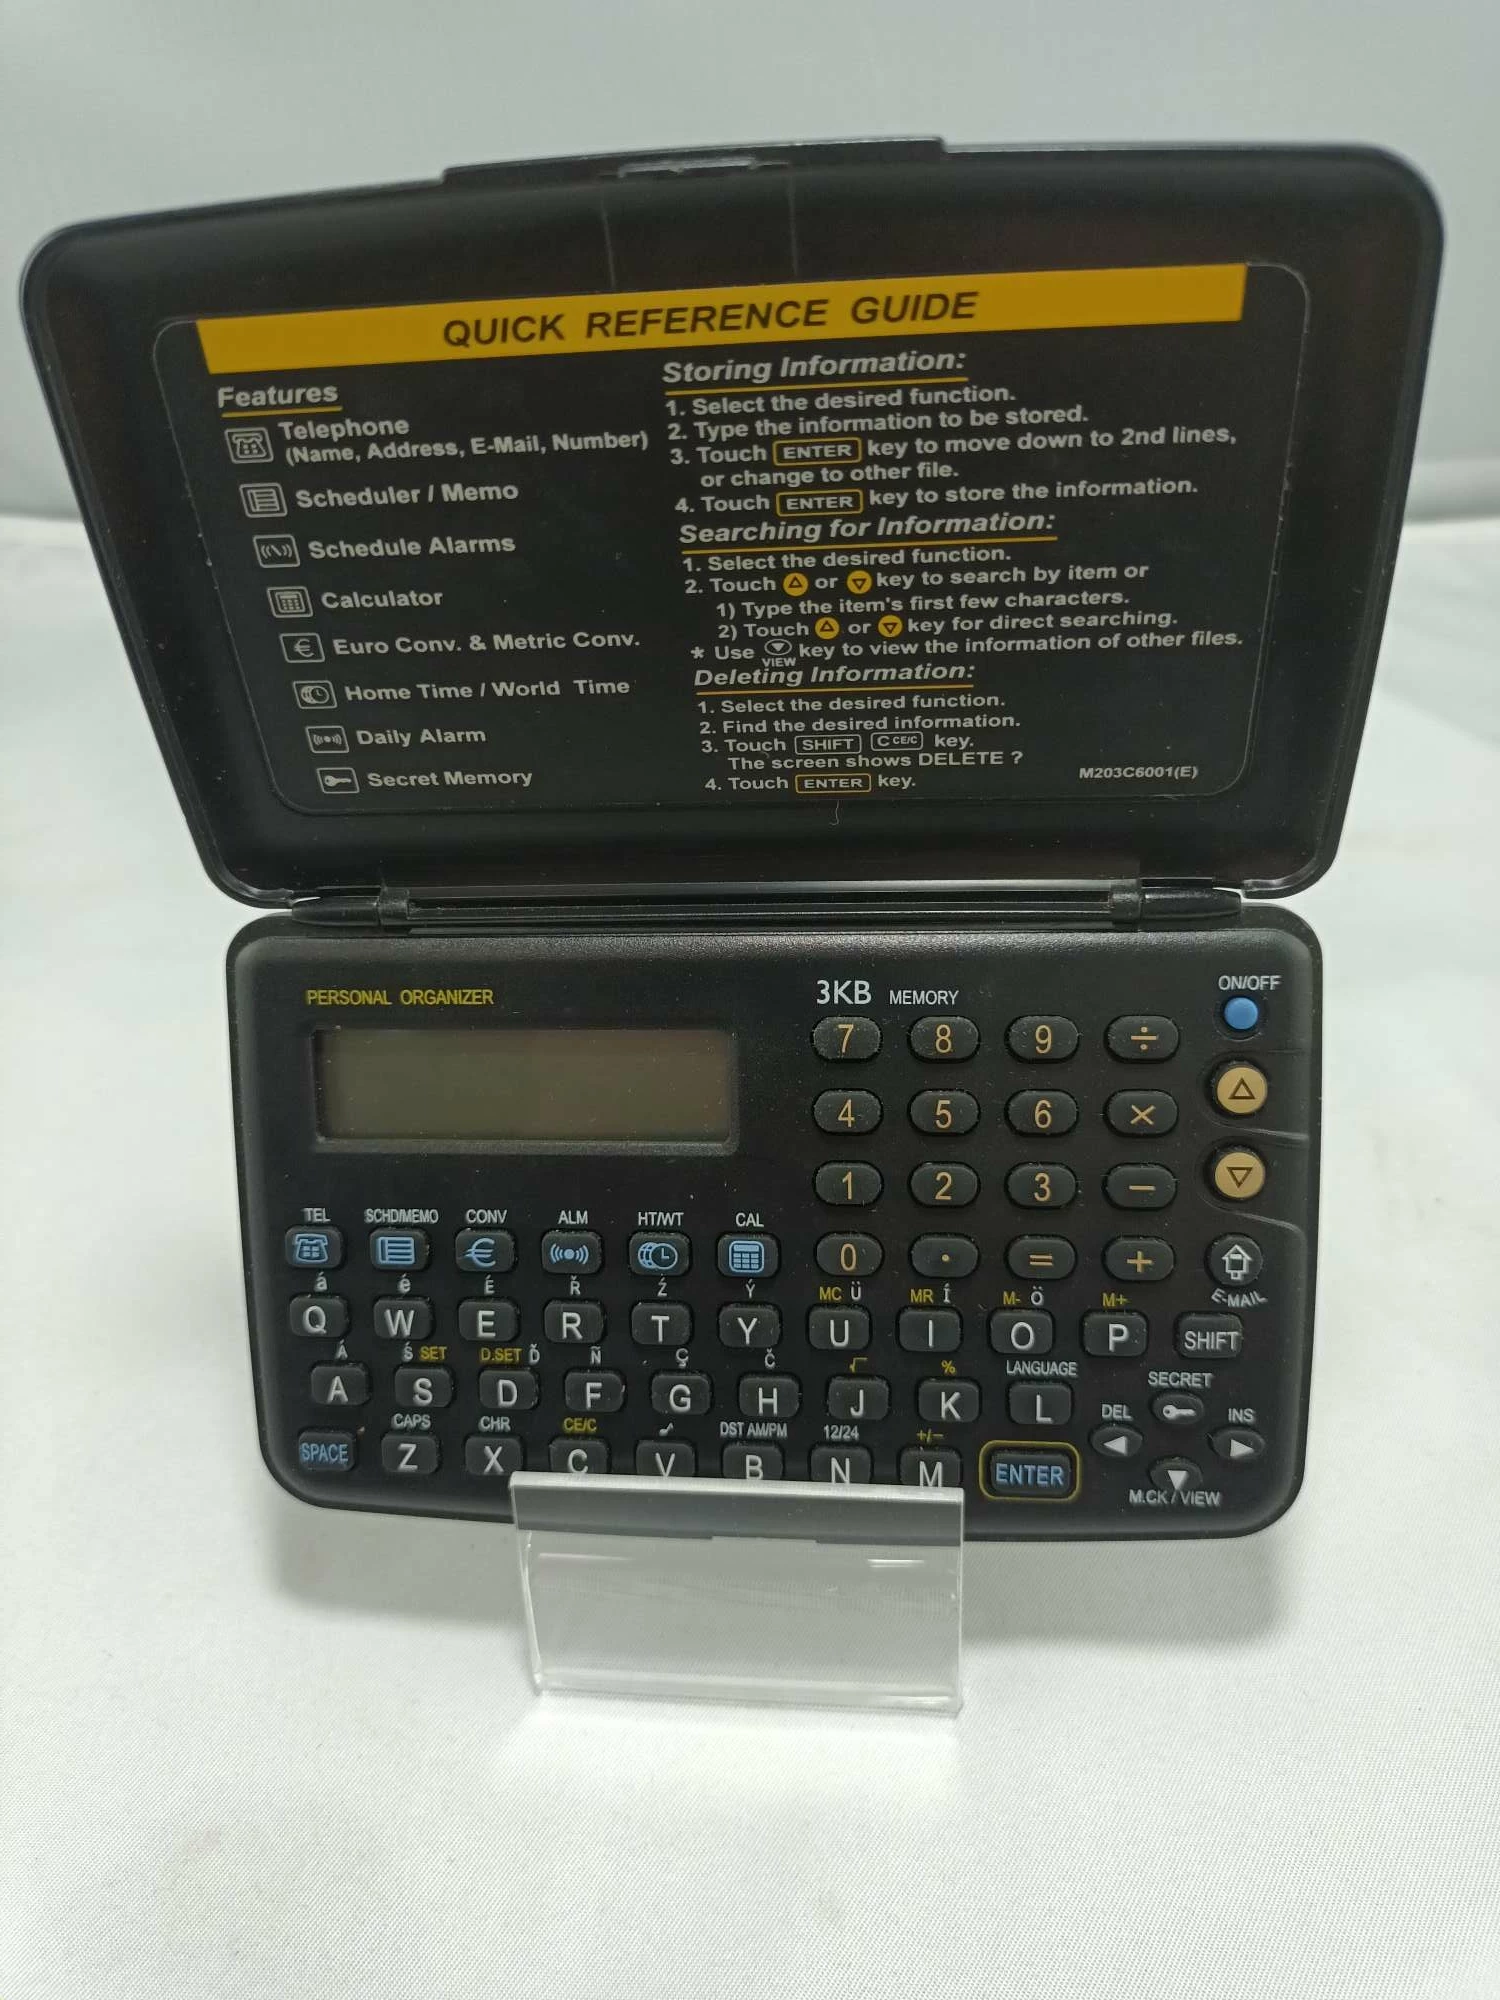 QUICK REFERENCE GUIDE
Features
Telephone
(Name, Address, E-Mail, Number)
Scheduler / Memo
Schedule Alarms
Calculator
Euro Conv. & Metric Conv.
Home Time / World Time
Daily Alarm
Secret Memory
Storing Information:
1. Select the desired function.
2. Type the information to be stored.
3. Touch ENTER key to move down to 2nd lines,
or change to other file.
4. Touch ENTER key to store the information.
Searching for Information:
1. Select the desired function.
2. Touch △ or ▽ key to search by item or
1) Type the item's first few characters.
2) Touch △ or ▽ key for direct searching.
* Use ▽ key to view the information of other files.
VIEW
Deleting Information:
1. Select the desired function.
2. Find the desired information.
3. Touch SHIFT C CE/C key.
The screen shows DELETE ?
4. Touch ENTER key.
M203C6001(E)
PERSONAL ORGANIZER
3KB MEMORY
ON/OFF
7 8 9 ÷
4 5 6 ×
1 2 3 −
0 . = +
TEL SCHD/MEMO CONV ALM HT/WT CAL
€
E-MAIL
á é É Ř Ź Ý MC Ü MR Í M- Ö M+
Q W E R T Y U I O P SHIFT
Á Ś SET D.SET Ď Ñ Ç Č √ % LANGUAGE
A S D F G H J K L
SECRET
DEL INS
CAPS CHR CE/C DST AM/PM 12/24 +/−
SPACE Z X C V B N M ENTER
M.CK / VIEW